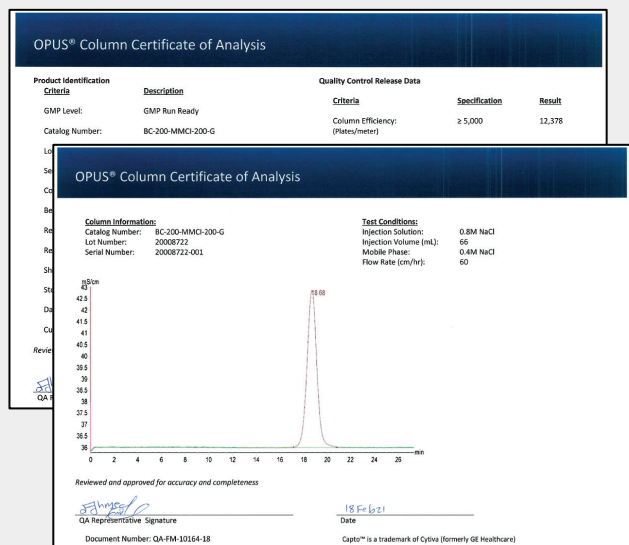 OPUS® Column Certificate of Analysis
Product Identification
Criteria Description
GMP Level: GMP Run Ready
Catalog Number: BC-200-MMCI-200-G
Quality Control Release Data
Criteria Specification Result
Column Efficiency: ≥ 5,000 12,378
(Plates/meter)
OPUS® Column Certificate of Analysis
Column Information:
Catalog Number: BC-200-MMCI-200-G
Lot Number: 20008722
Serial Number: 20008722-001
Test Conditions:
Injection Solution: 0.8M NaCl
Injection Volume (mL): 66
Mobile Phase: 0.4M NaCl
Flow Rate (cm/hr): 60
mS/cm
43
42.5
42
41.5
41
40.5
40
39.5
39
38.5
38
37.5
37
36.5
36
18.68
0 2 4 6 8 10 12 14 16 18 20 22 24 26 min
Reviewed and approved for accuracy and completeness
18Feb21
QA Representative Signature Date
Document Number: QA-FM-10164-18 Capto™ is a trademark of Cytiva (formerly GE Healthcare)